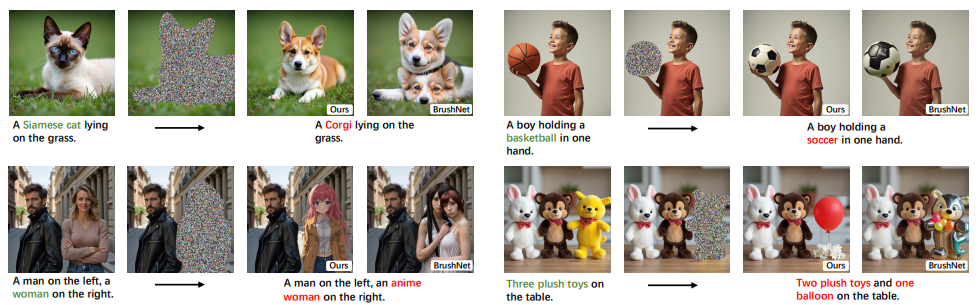 Ours
BrushNet
A Siamese cat lying
on the grass.
A Corgi lying on the
grass.
Ours
BrushNet
A boy holding a
basketball in one
hand.
A boy holding a
soccer in one hand.
Ours
BrushNet
A man on the left, a
woman on the right.
A man on the left, an anime
woman on the right.
Ours
BrushNet
Three plush toys on
the table.
Two plush toys and one
balloon on the table.